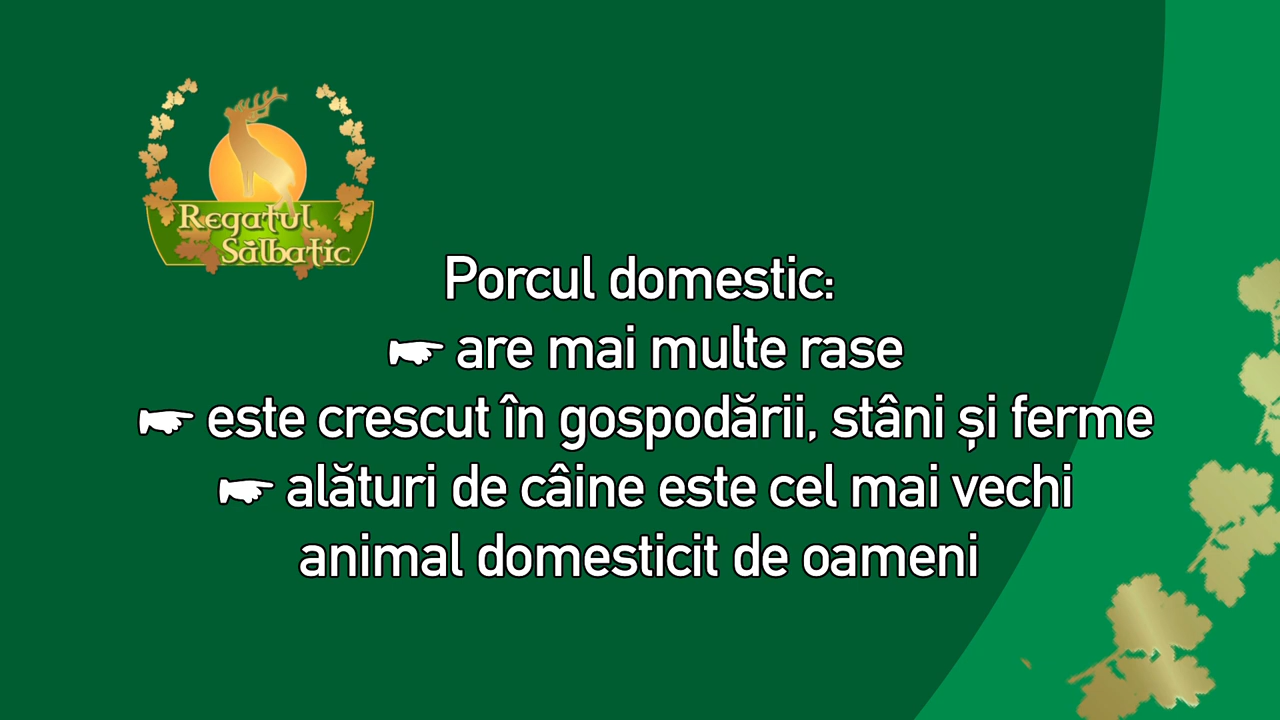 Regatul
Sălbatic
Porcul domestic:
☛ are mai multe rase
☛ este crescut în gospodării, stâni și ferme
☛ alături de câine este cel mai vechi
animal domesticit de oameni